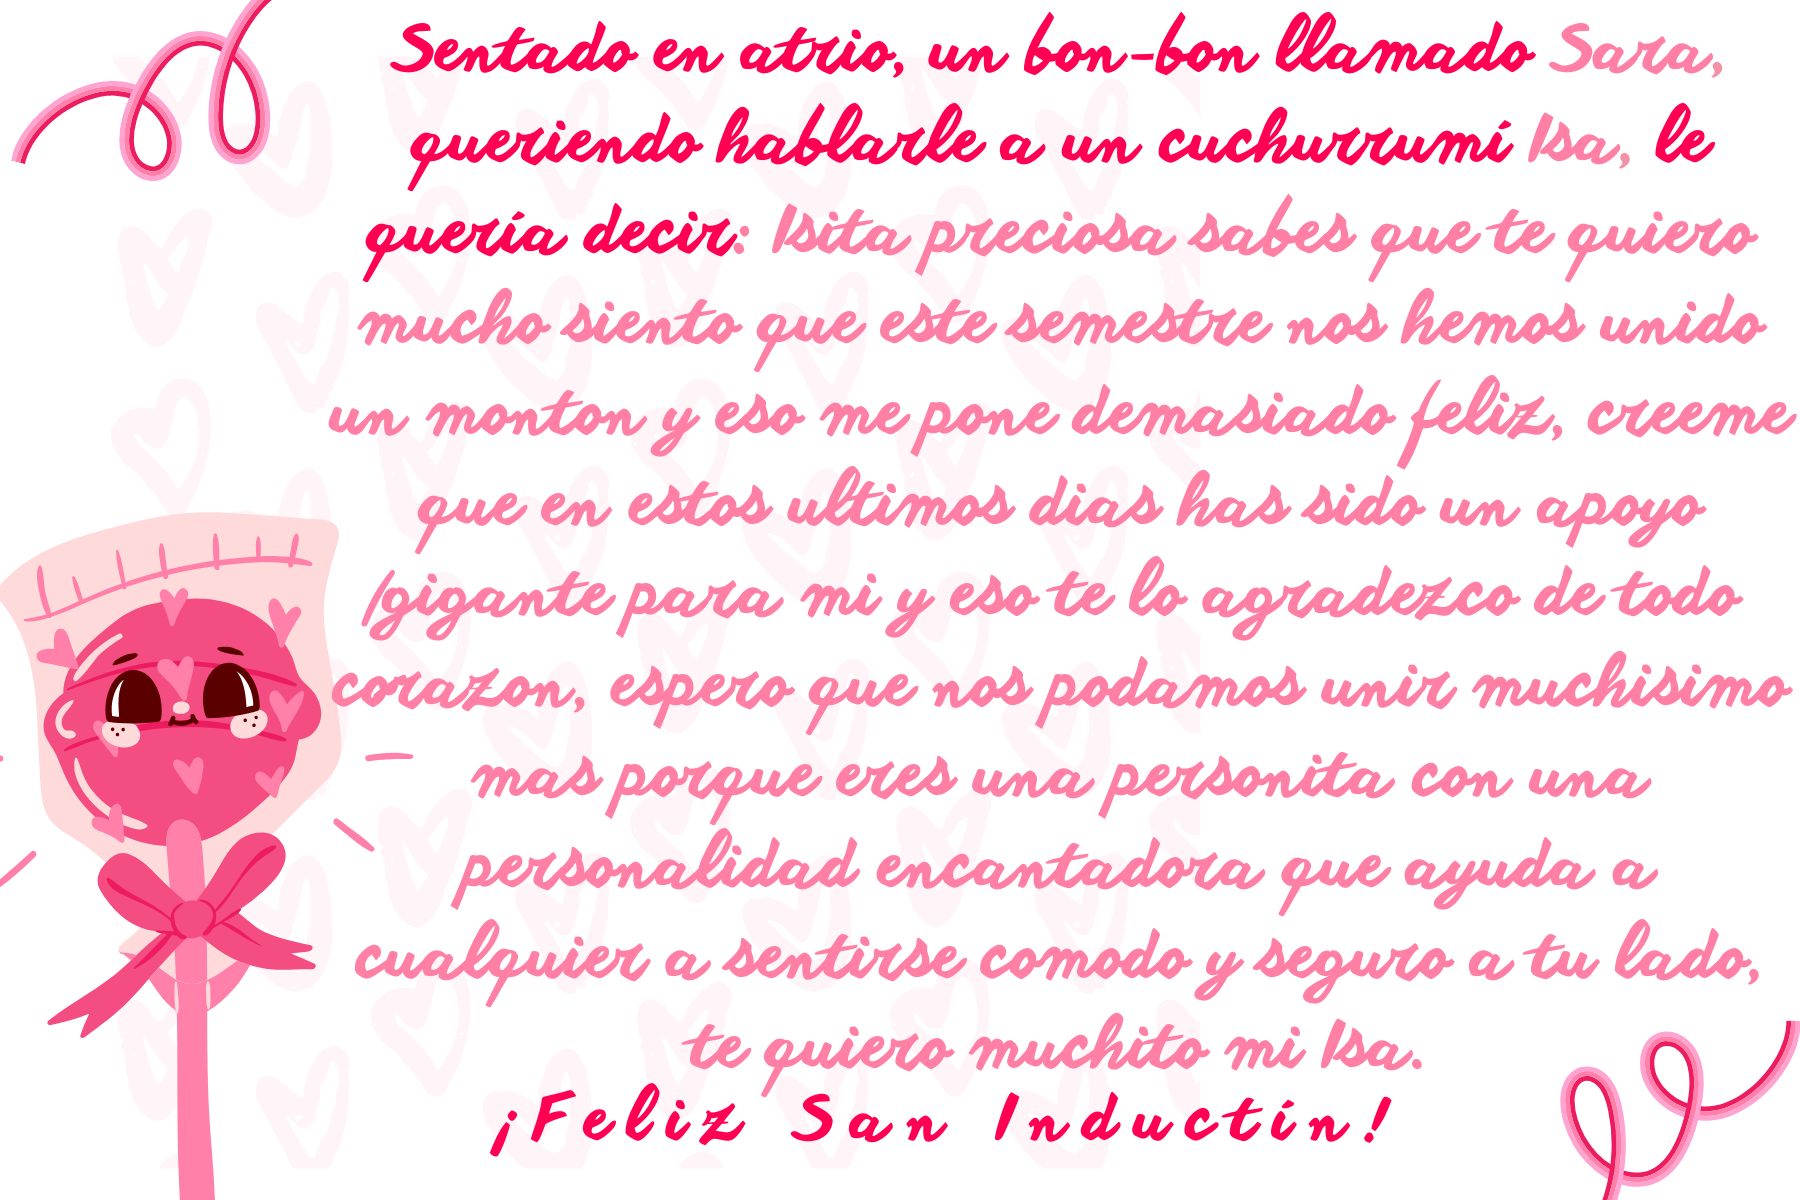 Sentado en atrio, un bon-bon llamado Sara,
queriendo hablarle a un cuchurrumí Isa, le
quería decir: Isita preciosa sabes que te quiero
mucho siento que este semestre nos hemos unido
un monton y eso me pone demasiado feliz, creeme
que en estos ultimos dias has sido un apoyo
/gigante para mi y eso te lo agradezco de todo
corazon, espero que nos podamos unir muchisimo
mas porque eres una personita con una
personalidad encantadora que ayuda a
cualquier a sentirse comodo y seguro a tu lado,
te quiero muchito mi Isa.
¡Feliz San Inductín!